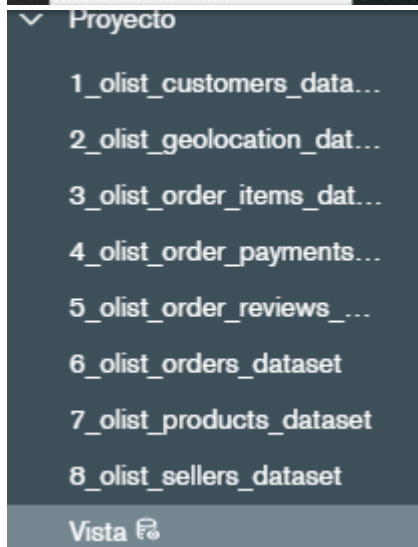 Proyecto
1_olist_customers_data...
2_olist_geolocation_dat...
3_olist_order_items_dat...
4_olist_order_payments...
5_olist_order_reviews_...
6_olist_orders_dataset
7_olist_products_dataset
8_olist_sellers_dataset
Vista